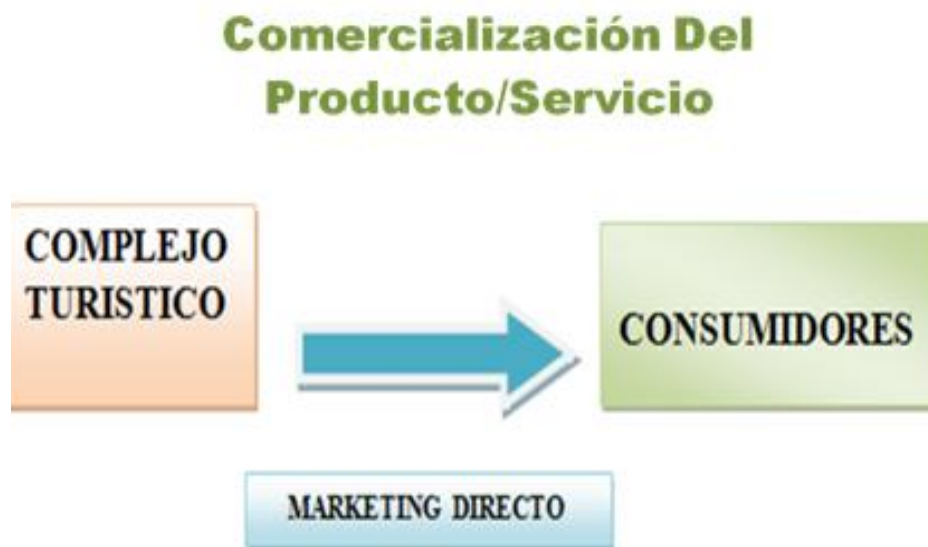 Comercialización Del
Producto/Servicio
COMPLEJO
TURISTICO
CONSUMIDORES
MARKETING DIRECTO